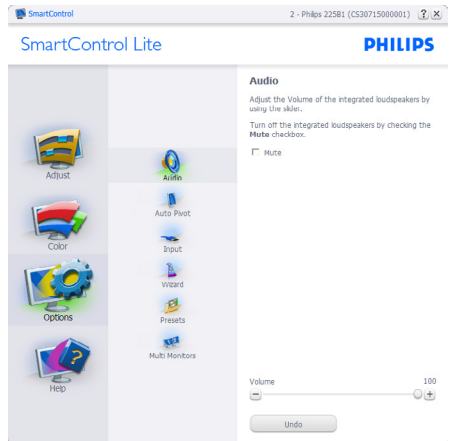 SmartControl
2 - Philips 225B1 (CS30715000001)
SmartControl Lite
PHILIPS
Adjust
Color
Options
Help
Audio
Auto Pivot
Input
Wizard
Presets
Multi Monitors
Audio
Adjust the Volume of the integrated loudspeakers by
using the slider.
Turn off the integrated loudspeakers by checking the
Mute checkbox.
Mute
Volume 100
Undo